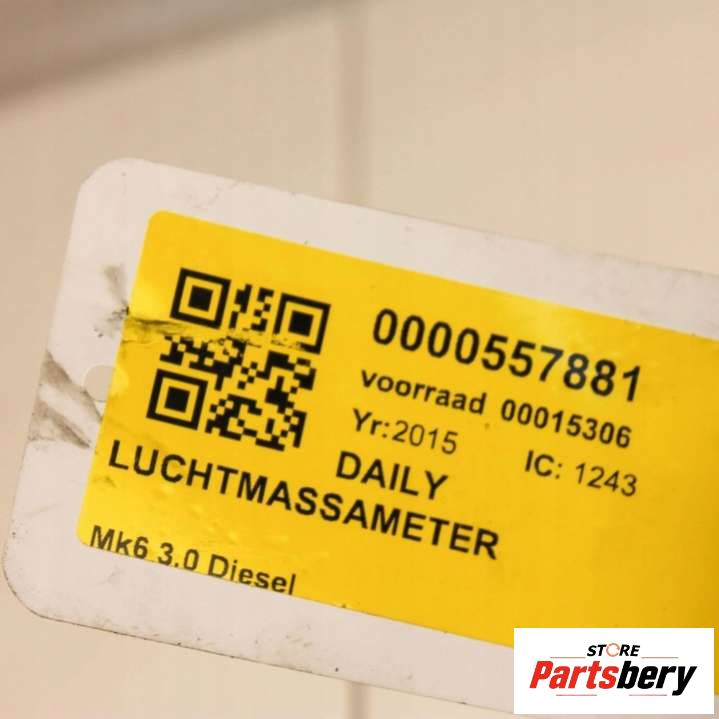 0000557881
voorraad 00015306
Yr:2015 IC: 1243
DAILY
LUCHTMASSAMETER
Mk6 3.0 Diesel
STORE
Partsbery